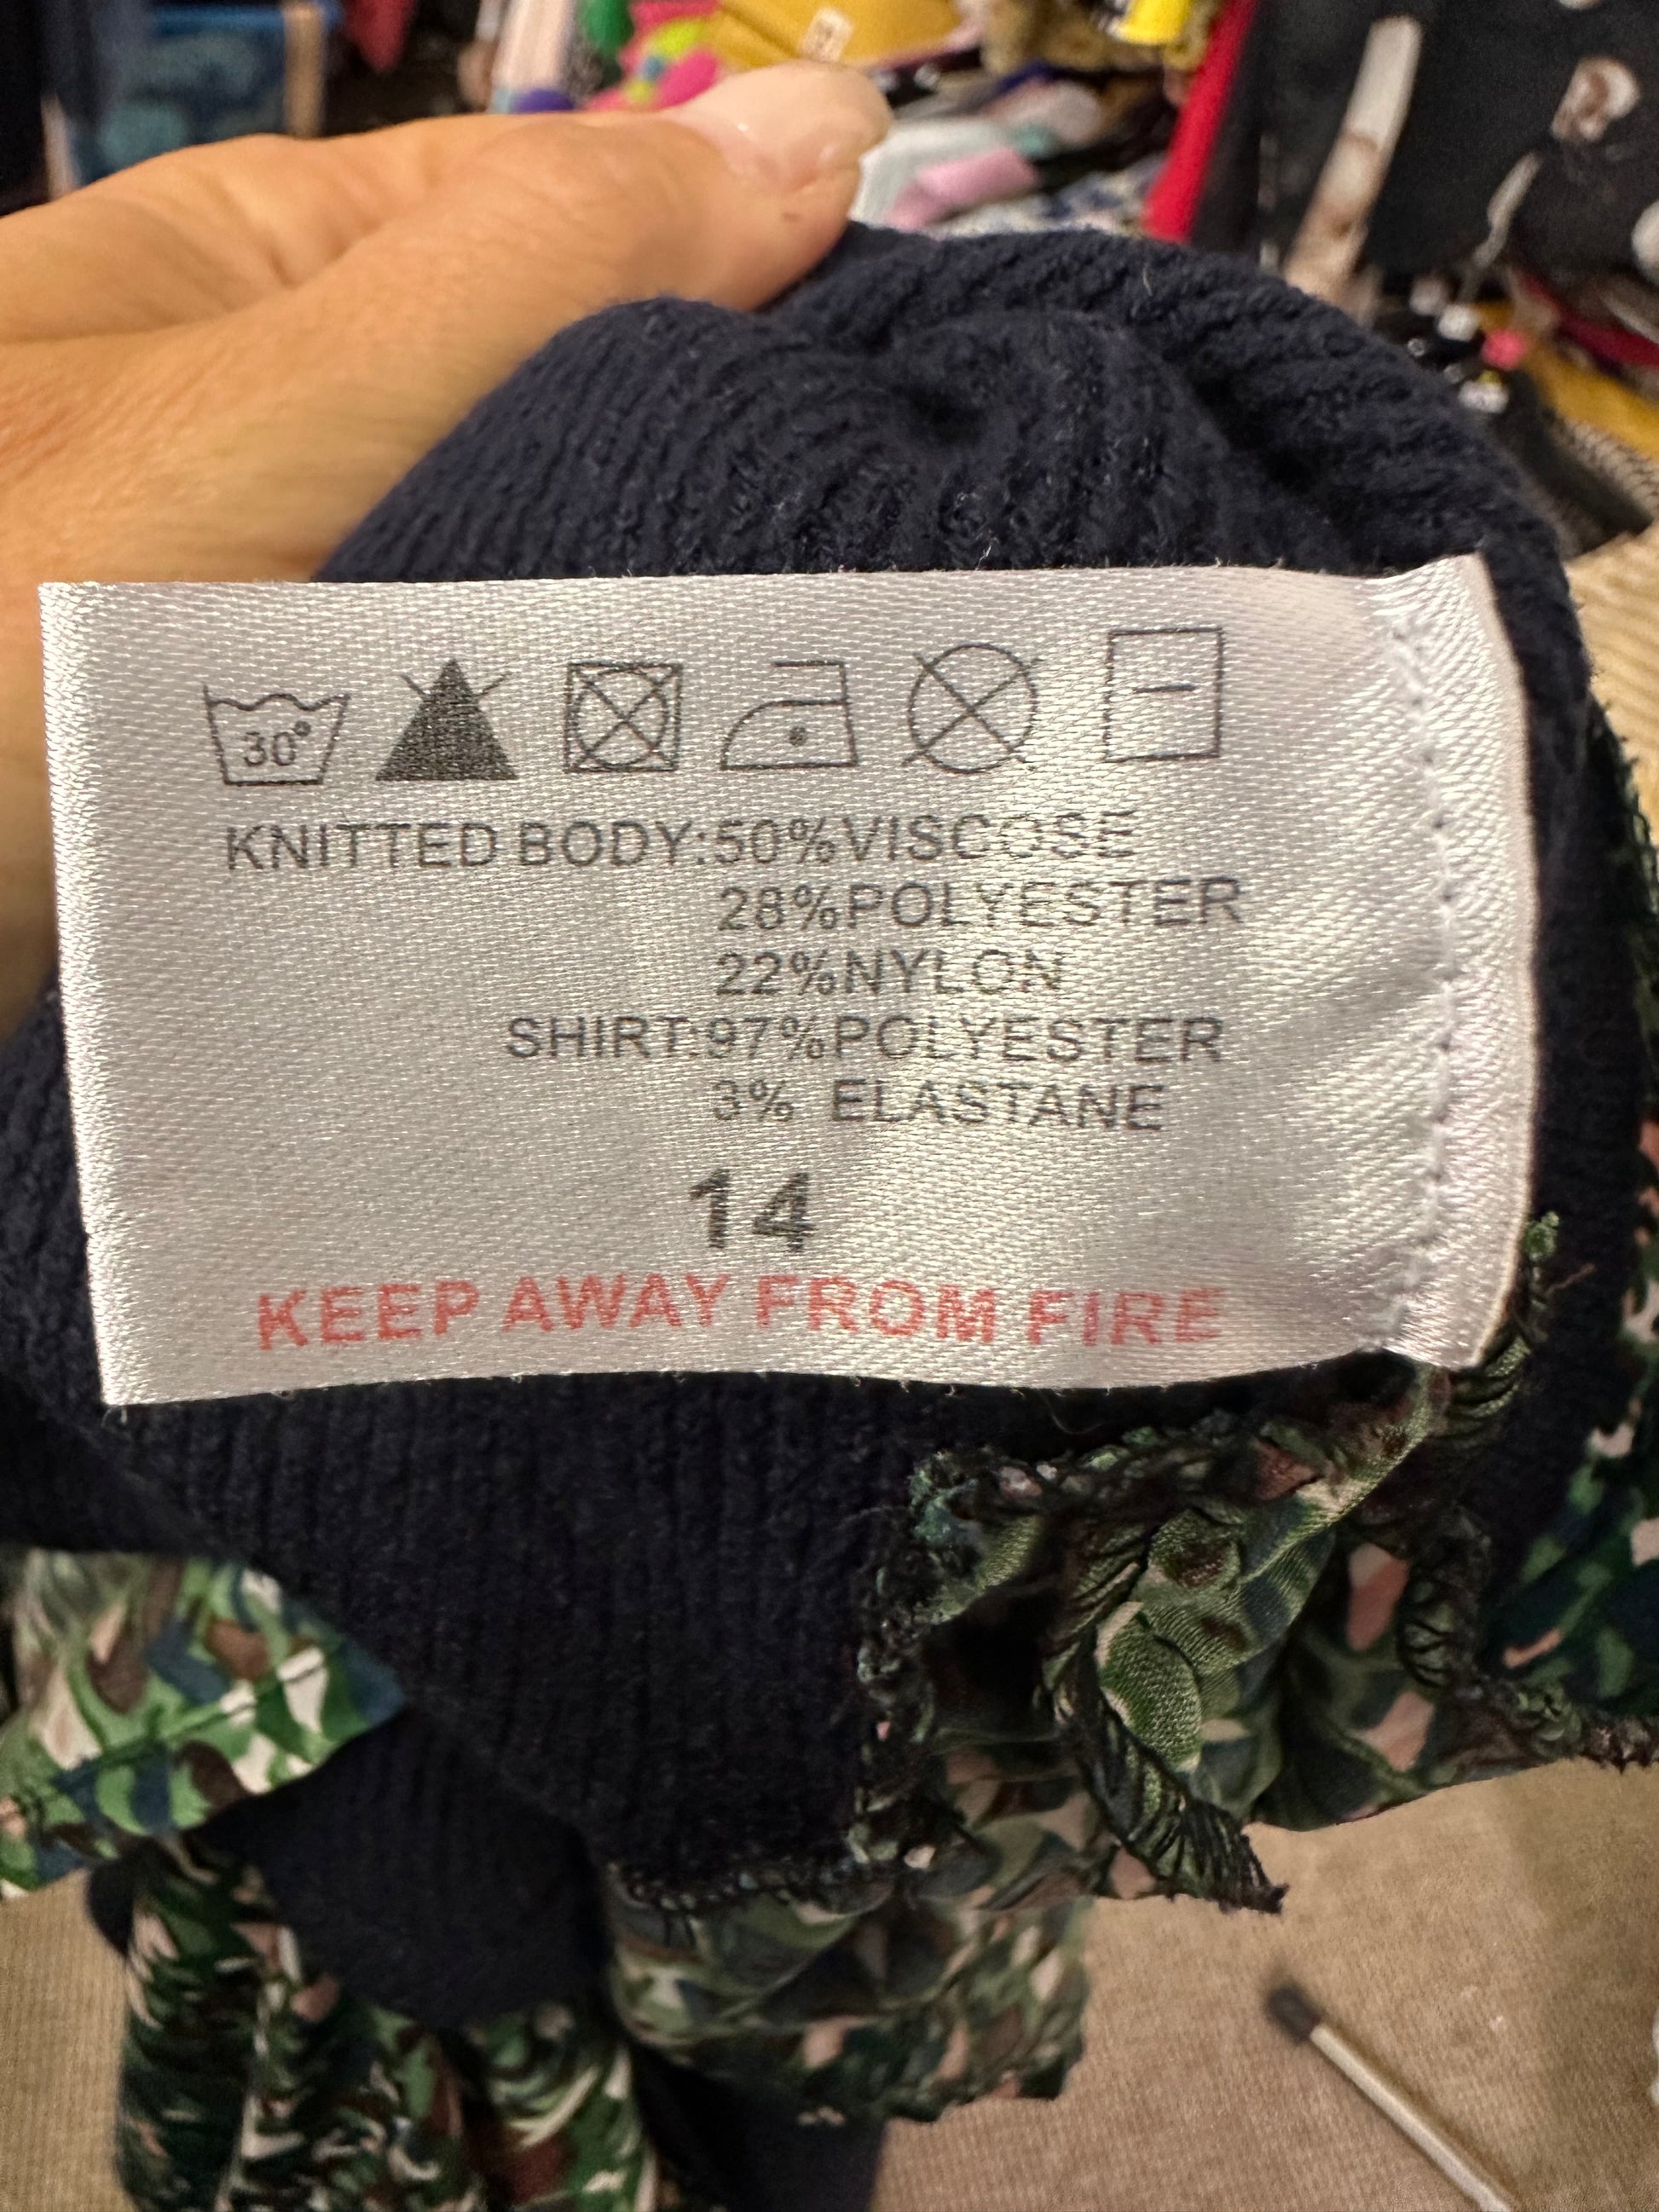 30°
KNITTED BODY:50%VISCOSE
28%POLYESTER
22%NYLON
SHIRT:97%POLYESTER
3% ELASTANE
14
KEEP AWAY FROM FIRE